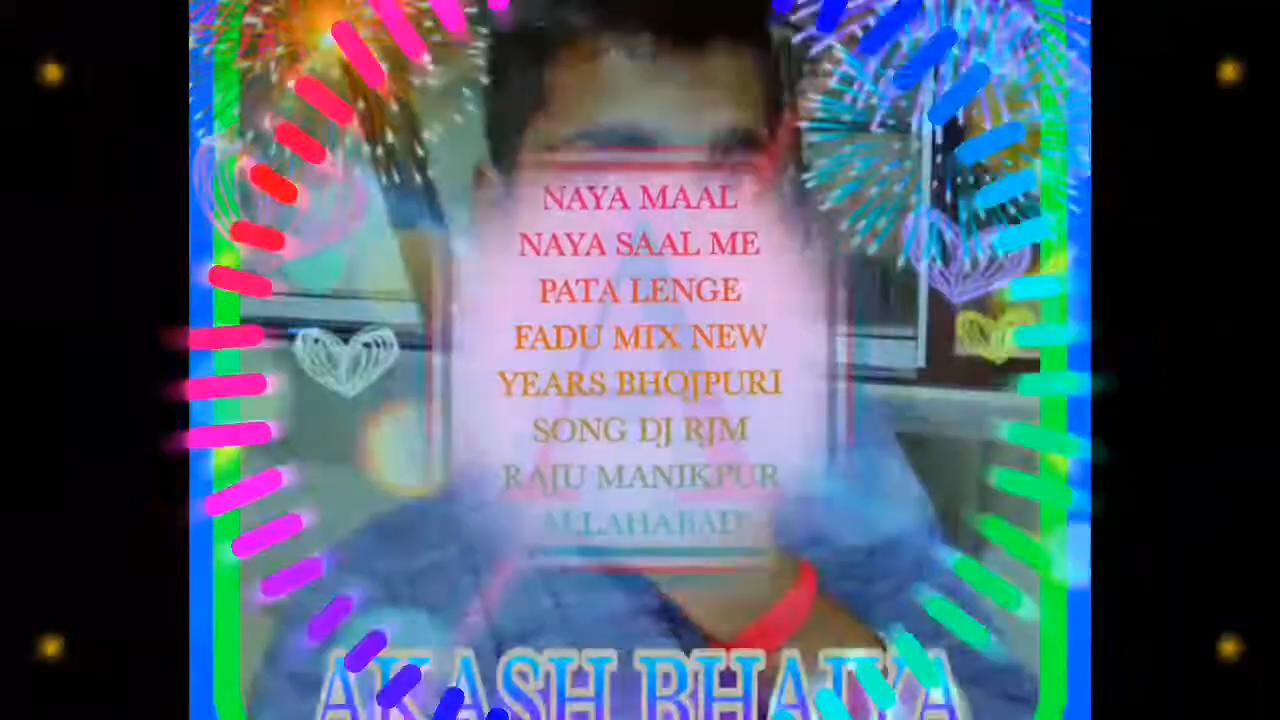 NAYA MAAL
NAYA SAAL ME
PATA LENGE
FADU MIX NEW
YEARS BHOJPURI
SONG DJ RJM
RAJU MANIKPUR
ALLAHABAD
AKASH BHAIYA